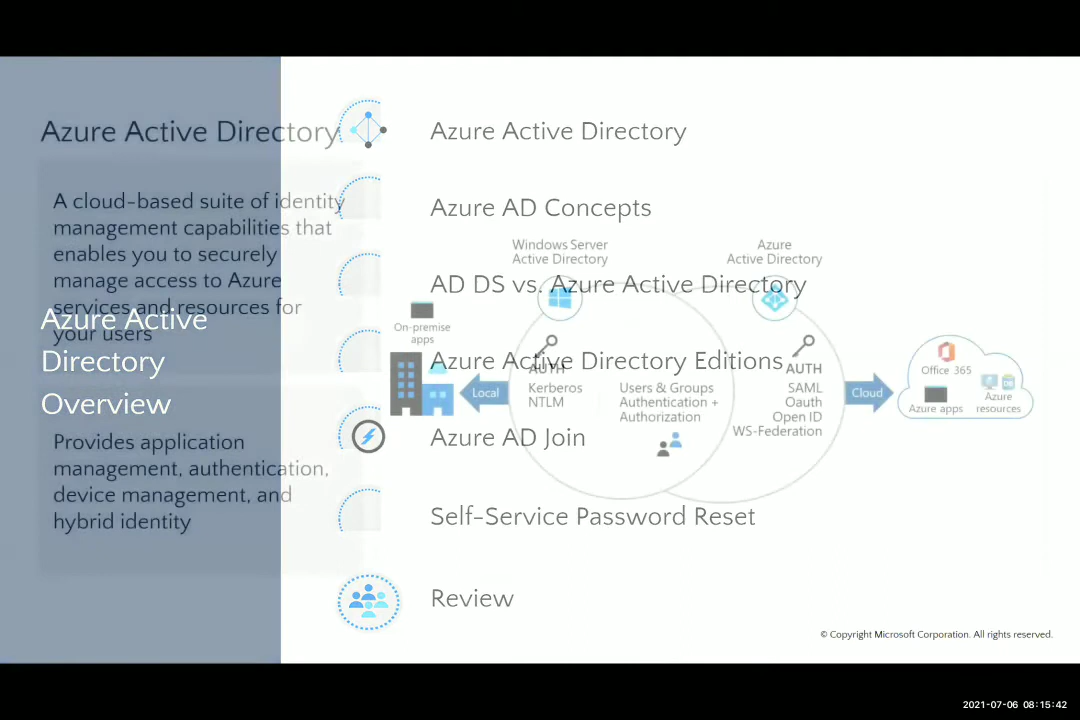 Azure Active Directory
A cloud-based suite of identity
management capabilities that
enables you to securely
manage access to Azure
services and resources for
your users
Provides application
management, authentication,
device management, and
hybrid identity
Azure Active
Directory
Overview
Azure Active Directory
Azure AD Concepts
AD DS vs. Azure Active Directory
Azure Active Directory Editions
Azure AD Join
Self-Service Password Reset
Review
Windows Server
Active Directory
Azure
Active Directory
On-premise
apps
Local
AUTH
Kerberos
NTLM
Users & Groups
Authentication +
Authorization
AUTH
SAML
Oauth
Open ID
WS-Federation
Cloud
Office 365
Azure apps
Azure
resources
© Copyright Microsoft Corporation. All rights reserved.
2021-07-06 08:15:42